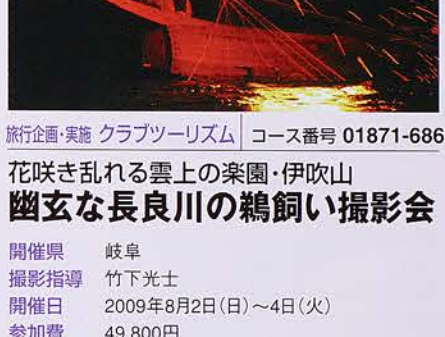 旅行企画・実施 クラブツーリズム コース番号 01871-686
花咲き乱れる雲上の楽園・伊吹山
幽玄な長良川の鵜飼い撮影会
開催県 岐阜
撮影指導 竹下光士
開催日 2009年8月2日(日)～4日(火)
参加費 49,800円